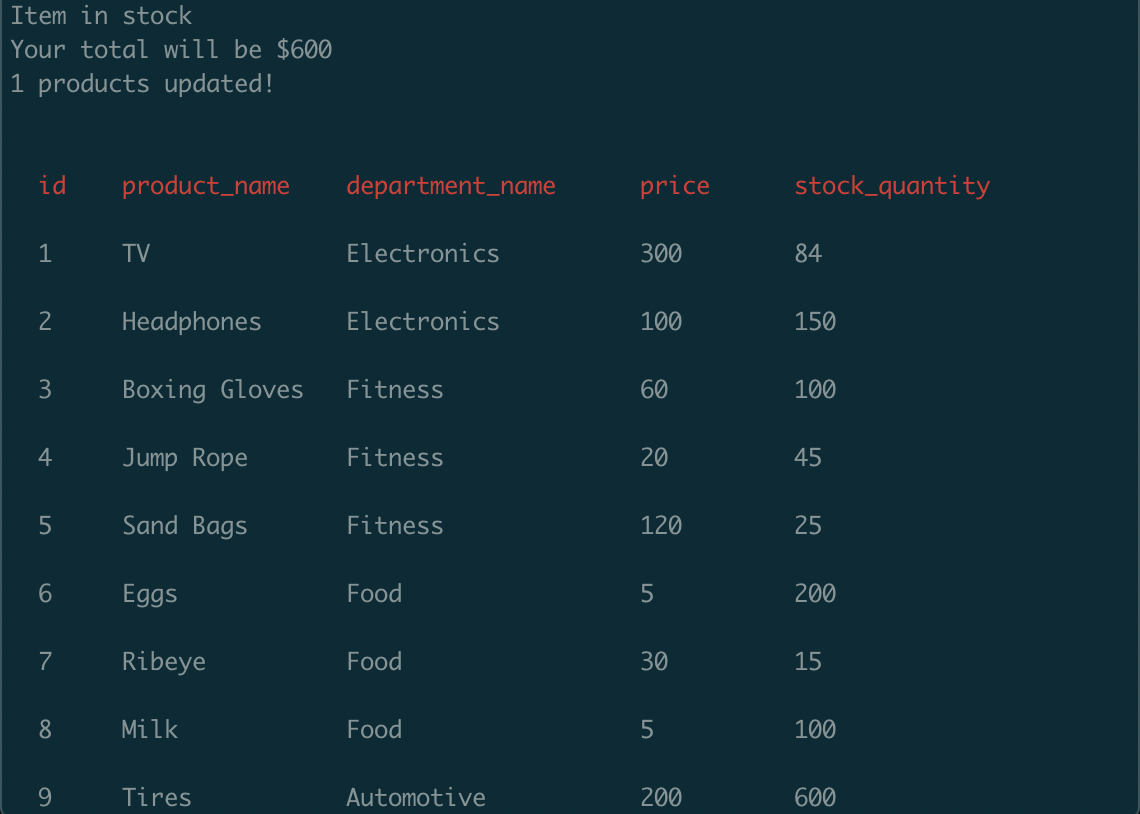 Item in stock
Your total will be $600
1 products updated!
id product_name department_name price stock_quantity
1 TV Electronics 300 84
2 Headphones Electronics 100 150
3 Boxing Gloves Fitness 60 100
4 Jump Rope Fitness 20 45
5 Sand Bags Fitness 120 25
6 Eggs Food 5 200
7 Ribeye Food 30 15
8 Milk Food 5 100
9 Tires Automotive 200 600